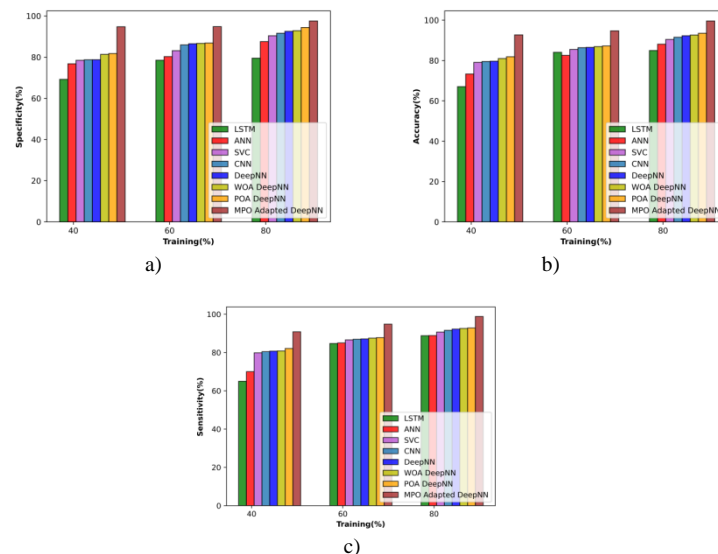 100
80
60
40
20
0
Specificity(%)
LSTM
ANN
SVC
CNN
DeepNN
WOA DeepNN
POA DeepNN
MPO Adapted DeepNN
40 60 80
Training(%)
a)
100
80
60
40
20
0
Accuracy(%)
LSTM
ANN
SVC
CNN
DeepNN
WOA DeepNN
POA DeepNN
MPO Adapted DeepNN
40 60 80
Training(%)
b)
100
80
60
40
20
0
Sensitivity(%)
LSTM
ANN
SVC
CNN
DeepNN
WOA DeepNN
POA DeepNN
MPO Adapted DeepNN
40 60 80
Training(%)
c)